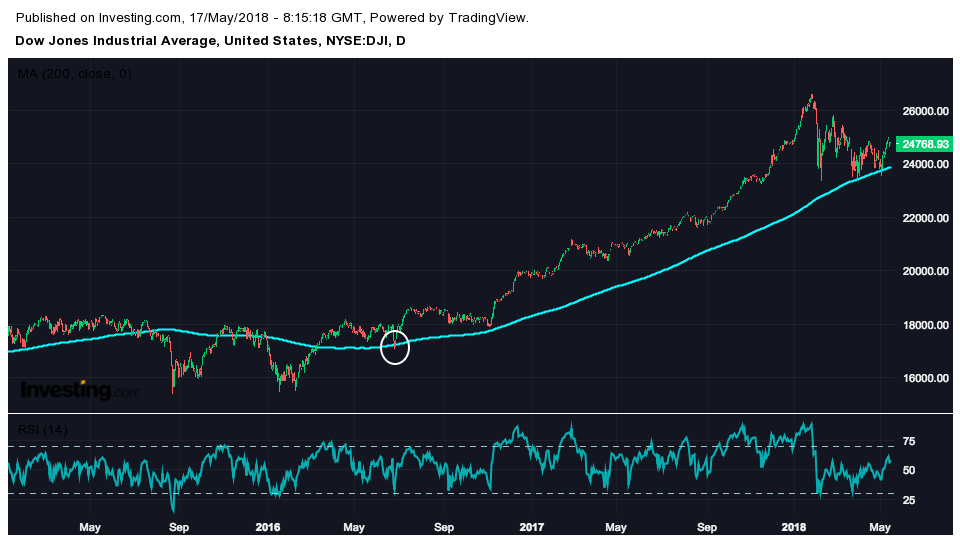 Published on Investing.com, 17/May/2018 - 8:15:18 GMT, Powered by TradingView.
Dow Jones Industrial Average, United States, NYSE:DJI, D
MA (200, close, 0)
26000.00
24768.93
24000.00
22000.00
20000.00
18000.00
16000.00
Investing.com
RSI (14)
75
50
25
May Sep 2016 May Sep 2017 May Sep 2018 May